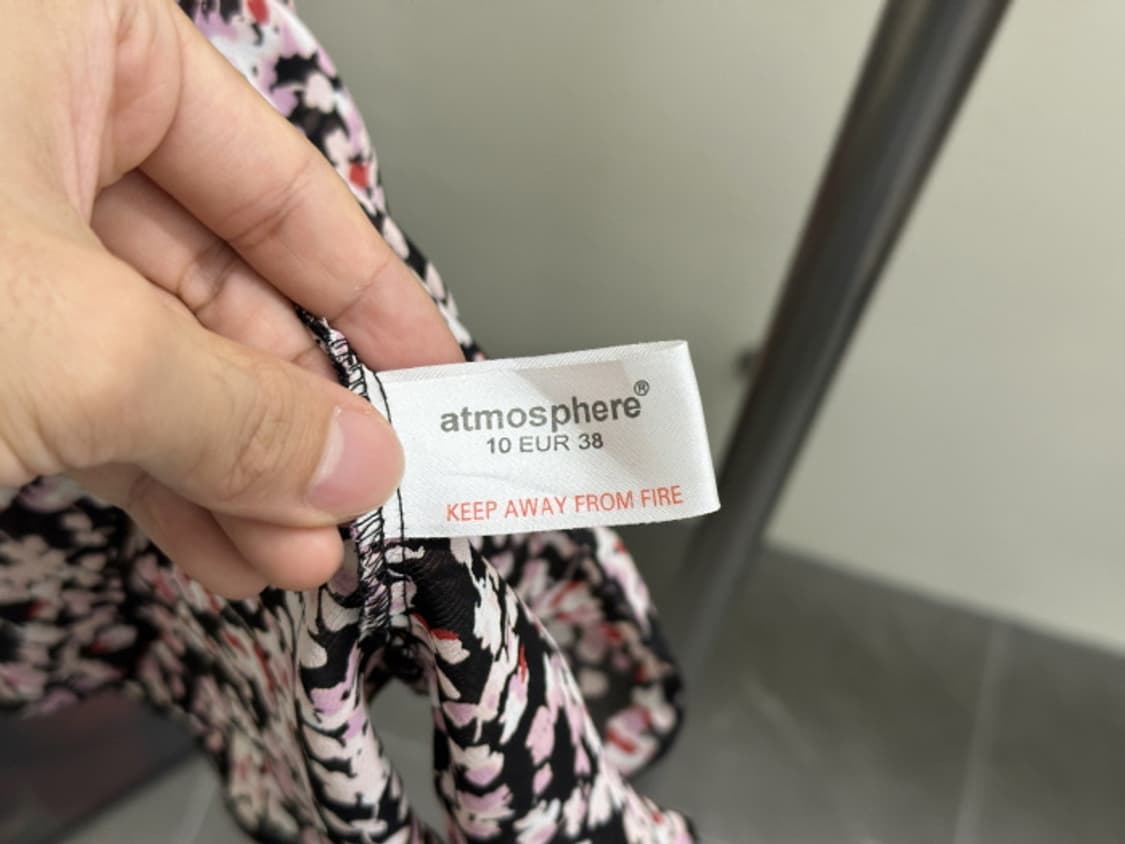 atmosphere®
10 EUR 38
KEEP AWAY FROM FIRE